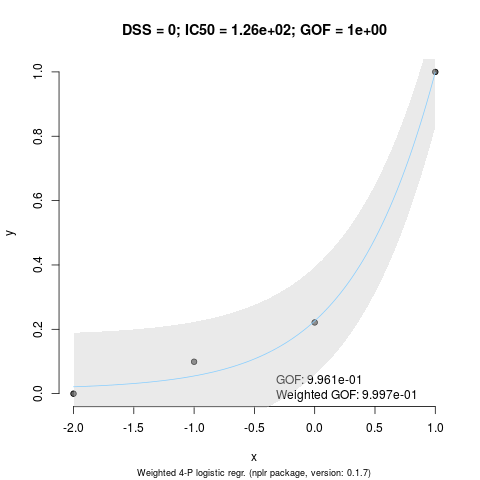 DSS = 0; IC50 = 1.26e+02; GOF = 1e+00
1.0
0.8
0.6
y
0.4
0.2
0.0
GOF: 9.961e-01
Weighted GOF: 9.997e-01
-2.0 -1.5 -1.0 -0.5 0.0 0.5 1.0
x
Weighted 4-P logistic regr. (nplr package, version: 0.1.7)